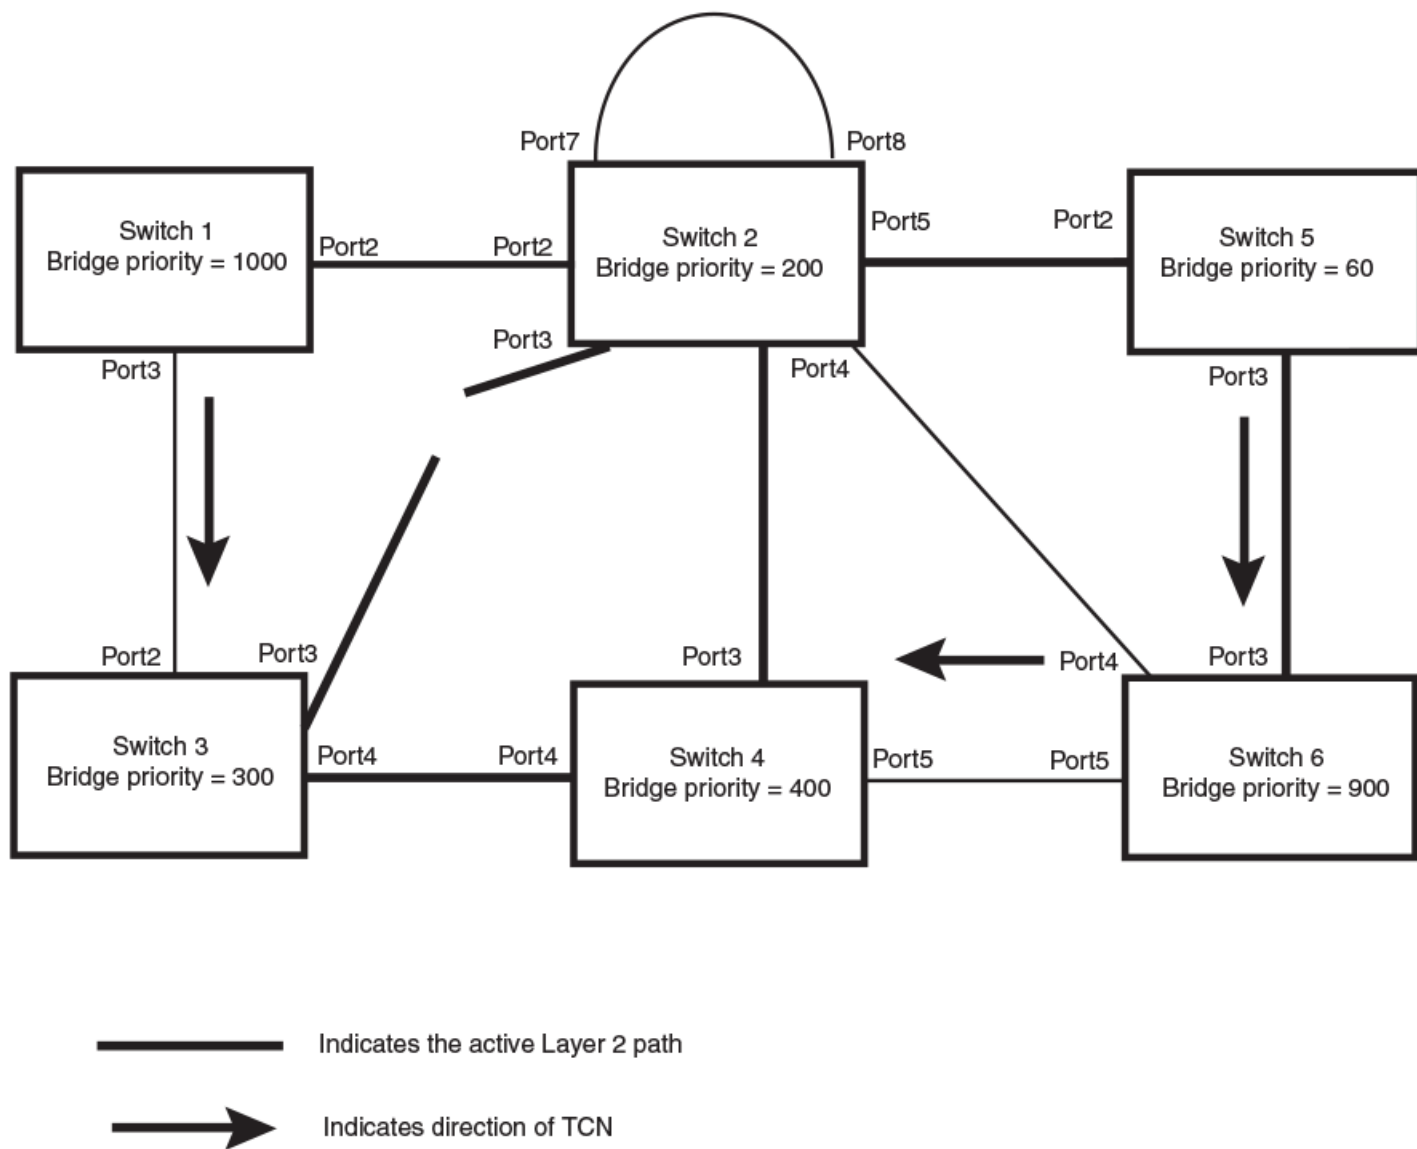 Port7
Port8
Switch 1
Bridge priority = 1000
Port2
Port2
Switch 2
Bridge priority = 200
Port5
Port2
Switch 5
Bridge priority = 60
Port3
Port3
Port4
Port3
Port2
Port3
Port3
Port4
Port3
Switch 3
Bridge priority = 300
Port4
Port4
Switch 4
Bridge priority = 400
Port5
Port5
Switch 6
Bridge priority = 900
Indicates the active Layer 2 path
Indicates direction of TCN